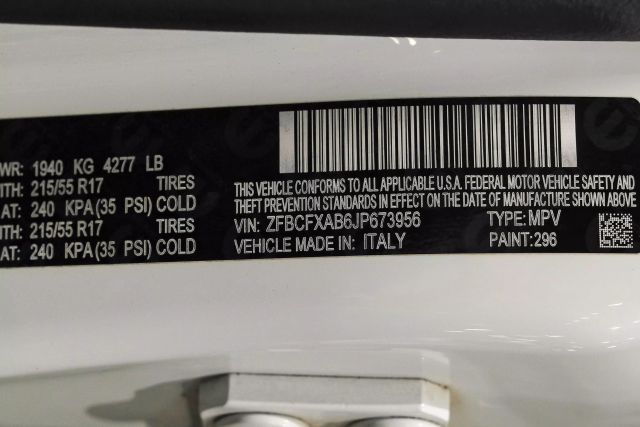 WR: 1940 KG 4277 LB
ITH: 215/55 R17 TIRES
AT: 240 KPA(35 PSI) COLD
ITH: 215/55 R17 TIRES
AT: 240 KPA(35 PSI) COLD
THIS VEHICLE CONFORMS TO ALL APPLICABLE U.S.A. FEDERAL MOTOR VEHICLE SAFETY AND
THEFT PREVENTION STANDARDS IN EFFECT ON THE DATE OF MANUFACTURE SHOWN ABOVE.
VIN: ZFBCFXAB6JP673956 TYPE: MPV
VEHICLE MADE IN: ITALY PAINT: 296